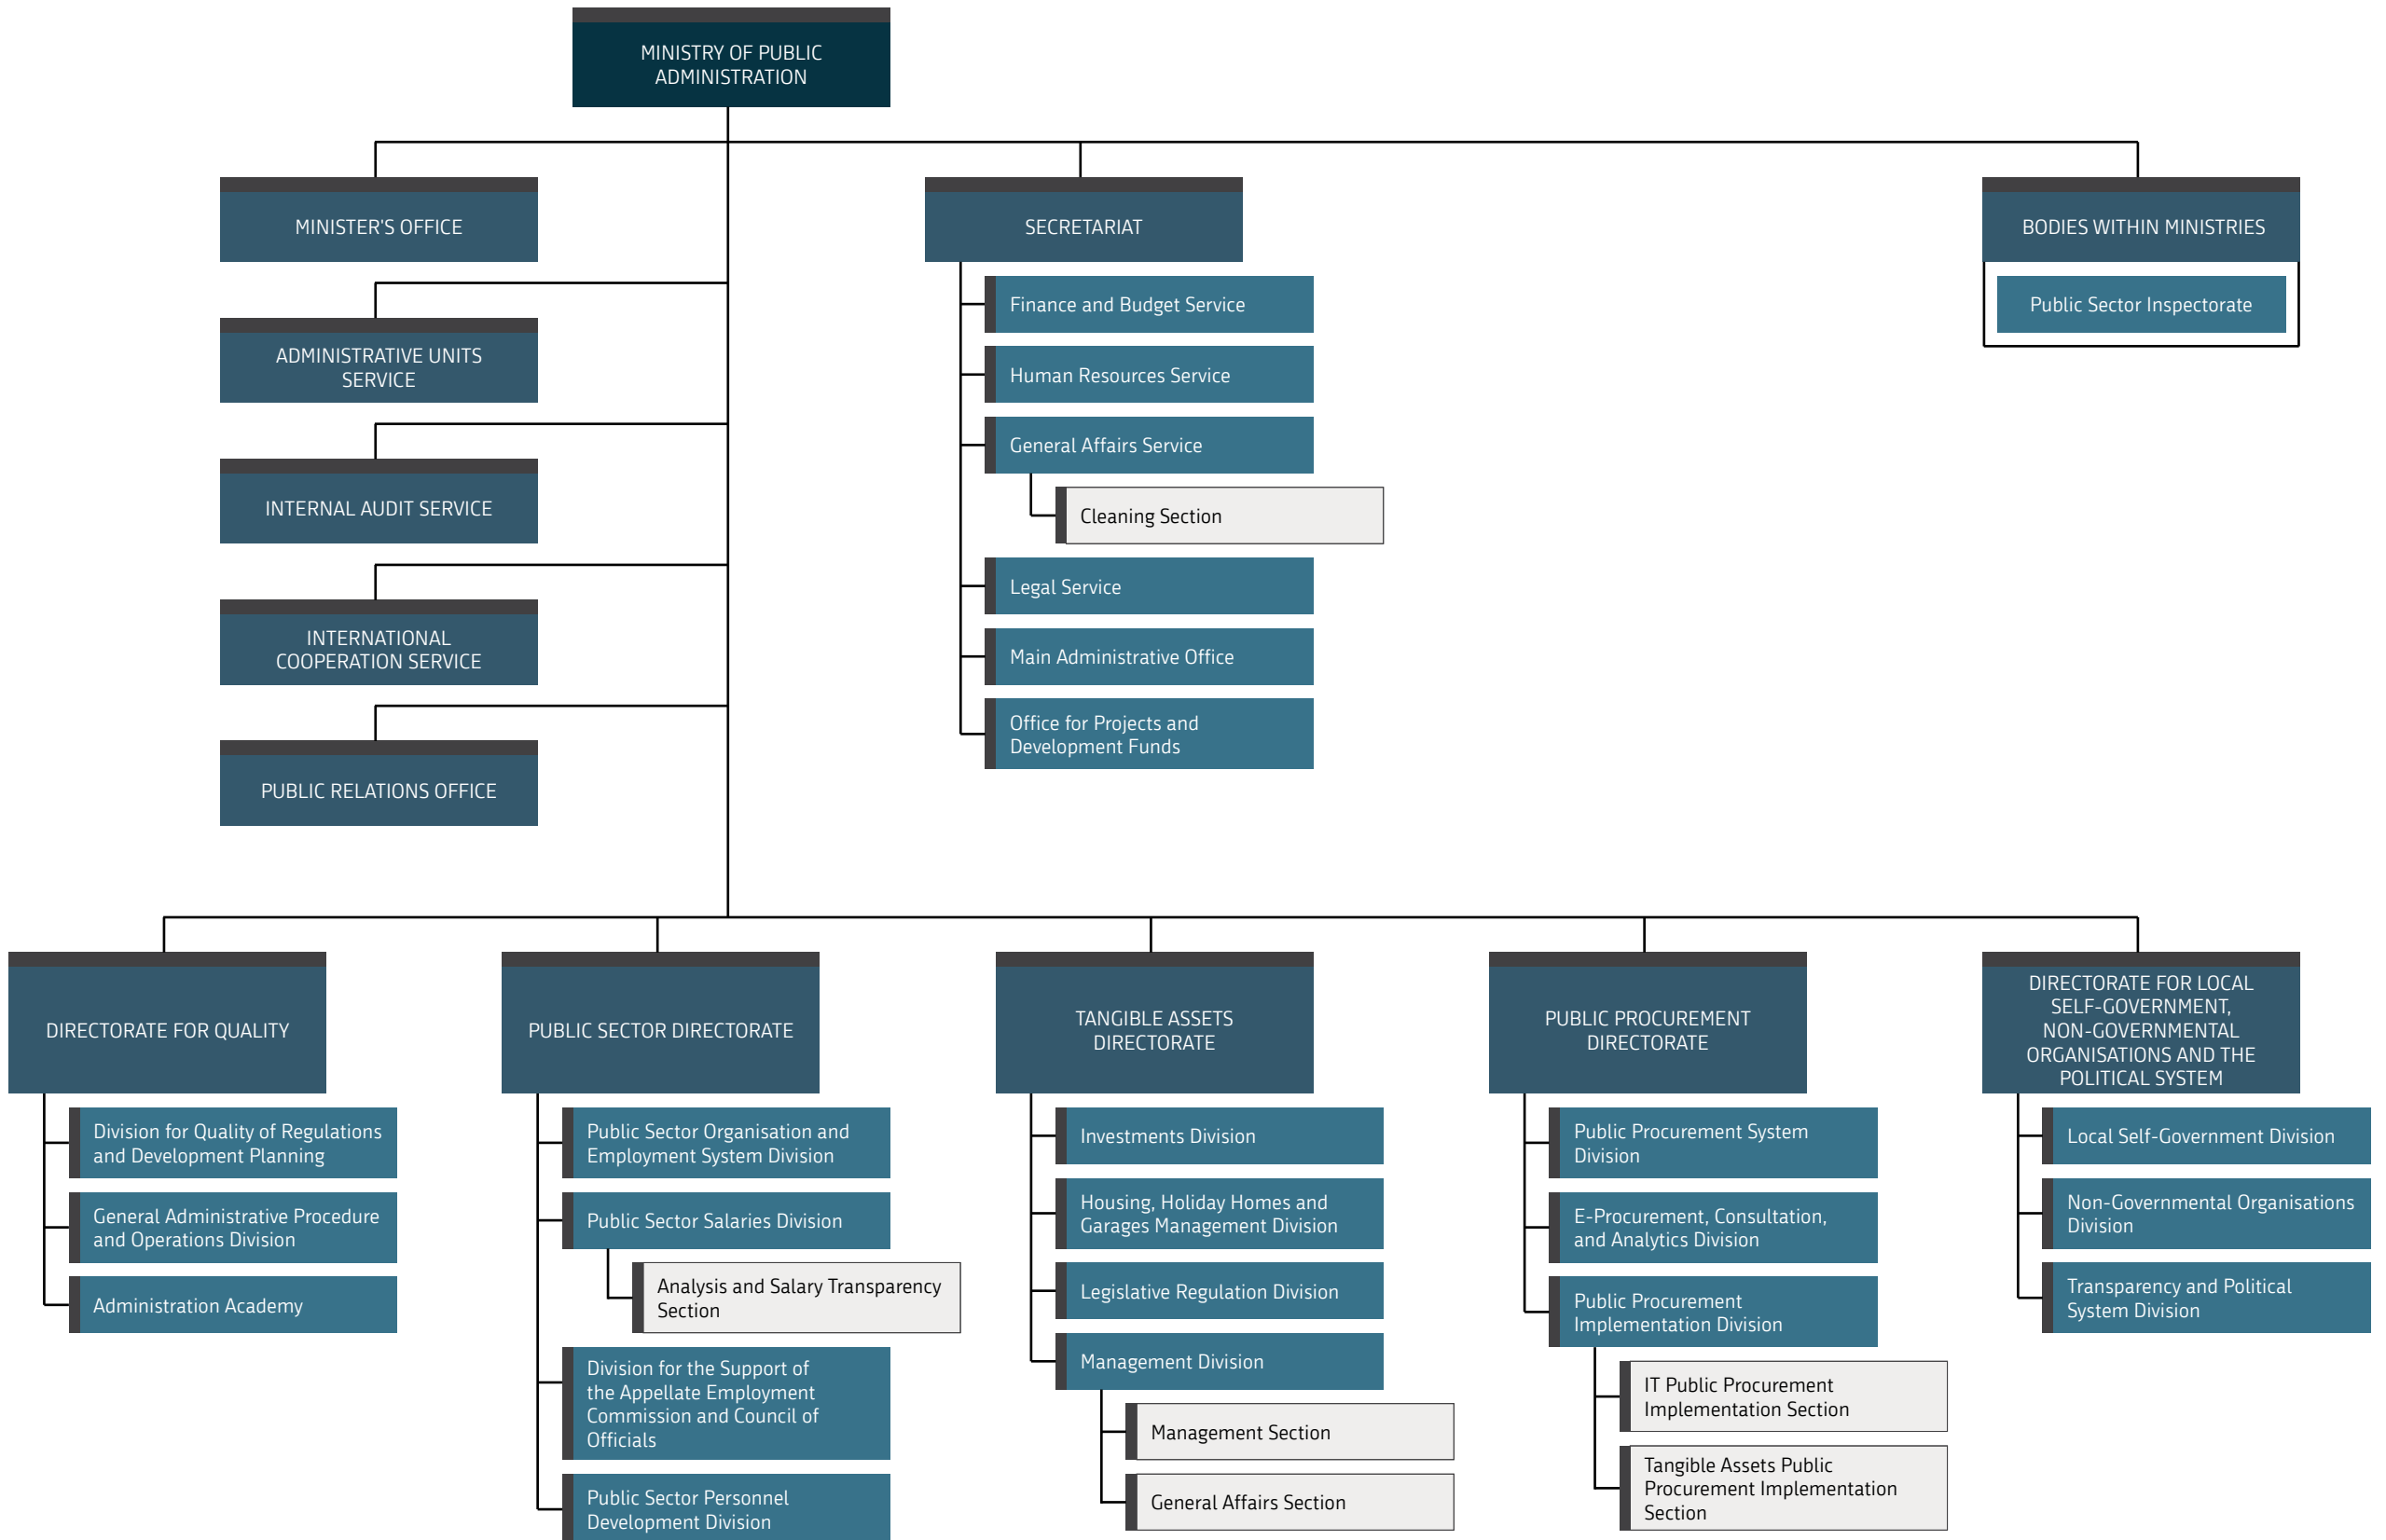 MINISTRY OF PUBLIC
ADMINISTRATION
MINISTER'S OFFICE
SECRETARIAT
BODIES WITHIN MINISTRIES
Public Sector Inspectorate
ADMINISTRATIVE UNITS
SERVICE
INTERNAL AUDIT SERVICE
INTERNATIONAL
COOPERATION SERVICE
PUBLIC RELATIONS OFFICE
Finance and Budget Service
Human Resources Service
General Affairs Service
Cleaning Section
Legal Service
Main Administrative Office
Office for Projects and
Development Funds
DIRECTORATE FOR QUALITY
Division for Quality of Regulations
and Development Planning
General Administrative Procedure
and Operations Division
Administration Academy
PUBLIC SECTOR DIRECTORATE
Public Sector Organisation and
Employment System Division
Public Sector Salaries Division
Analysis and Salary Transparency
Section
Division for the Support of
the Appellate Employment
Commission and Council of
Officials
Public Sector Personnel
Development Division
TANGIBLE ASSETS
DIRECTORATE
Investments Division
Housing, Holiday Homes and
Garages Management Division
Legislative Regulation Division
Management Division
Management Section
General Affairs Section
PUBLIC PROCUREMENT
DIRECTORATE
Public Procurement System
Division
E-Procurement, Consultation,
and Analytics Division
Public Procurement
Implementation Division
IT Public Procurement
Implementation Section
Tangible Assets Public
Procurement Implementation
Section
DIRECTORATE FOR LOCAL
SELF-GOVERNMENT,
NON-GOVERNMENTAL
ORGANISATIONS AND THE
POLITICAL SYSTEM
Local Self-Government Division
Non-Governmental Organisations
Division
Transparency and Political
System Division